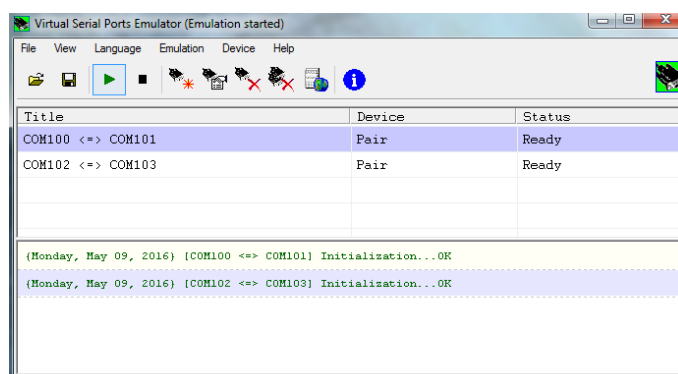 Virtual Serial Ports Emulator (Emulation started)
File View Language Emulation Device Help
Title Device Status
COM100 <=> COM101 Pair Ready
COM102 <=> COM103 Pair Ready
{Monday, May 09, 2016} [COM100 <=> COM101] Initialization...OK
{Monday, May 09, 2016} [COM102 <=> COM103] Initialization...OK